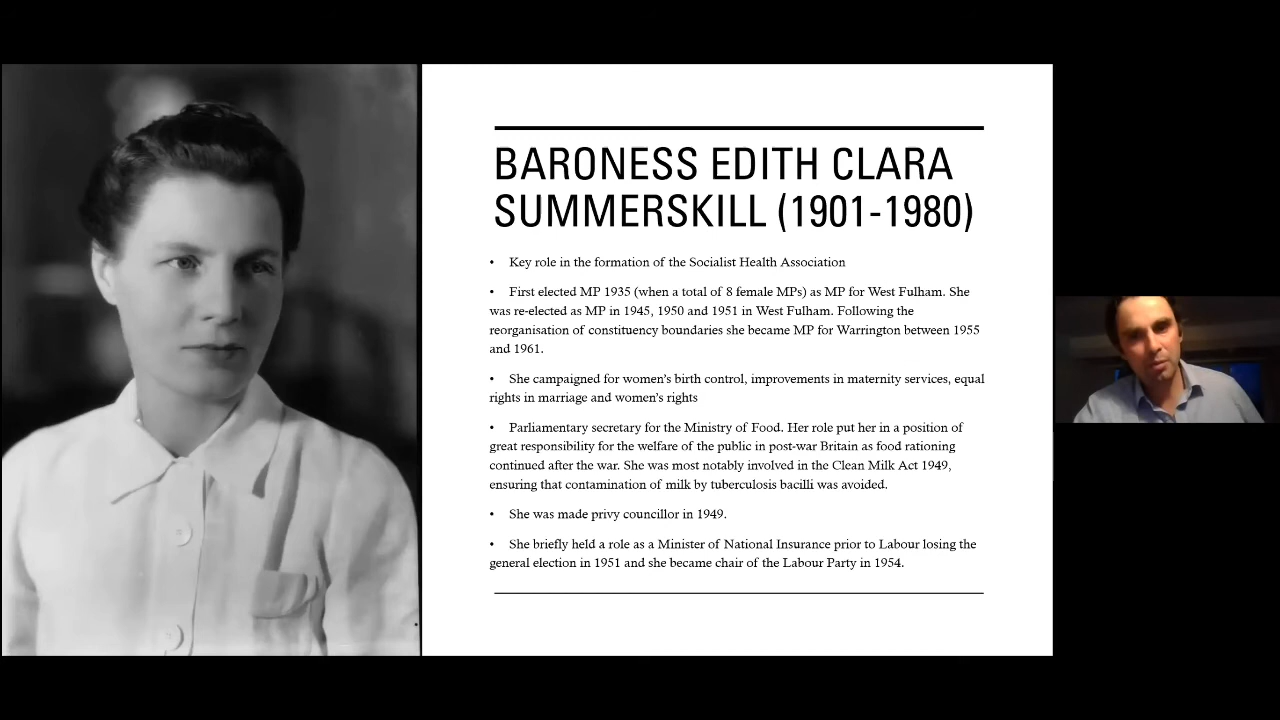 BARONESS EDITH CLARA
SUMMERSKILL (1901-1980)
• Key role in the formation of the Socialist Health Association
• First elected MP 1935 (when a total of 8 female MPs) as MP for West Fulham. She
was re-elected as MP in 1945, 1950 and 1951 in West Fulham. Following the
reorganisation of constituency boundaries she became MP for Warrington between 1955
and 1961.
• She campaigned for women’s birth control, improvements in maternity services, equal
rights in marriage and women’s rights
• Parliamentary secretary for the Ministry of Food. Her role put her in a position of
great responsibility for the welfare of the public in post-war Britain as food rationing
continued after the war. She was most notably involved in the Clean Milk Act 1949,
ensuring that contamination of milk by tuberculosis bacilli was avoided.
• She was made privy councillor in 1949.
• She briefly held a role as a Minister of National Insurance prior to Labour losing the
general election in 1951 and she became chair of the Labour Party in 1954.